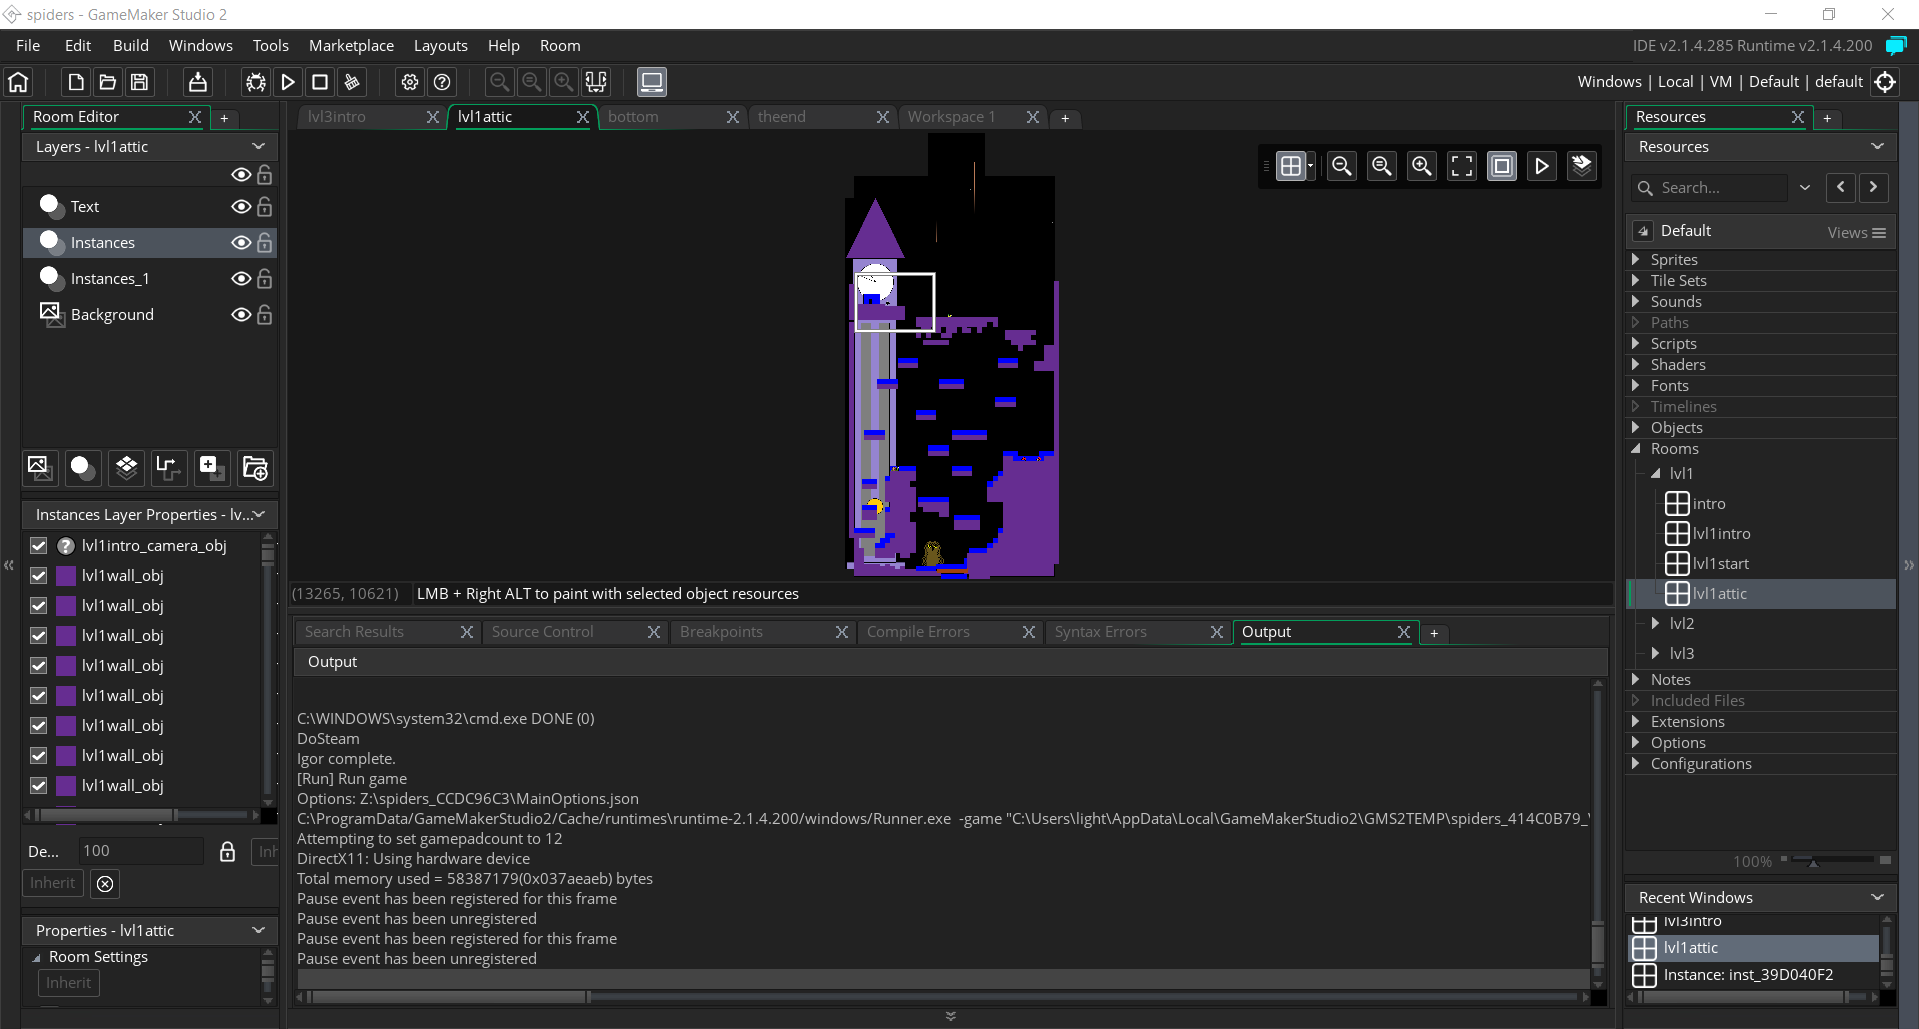 spiders - GameMaker Studio 2
File Edit Build Windows Tools Marketplace Layouts Help Room
IDE v2.1.4.285 Runtime v2.1.4.200
Windows | Local | VM | Default | default
Room Editor
Layers - lvl1attic
Text
Instances
Instances_1
Background
Instances Layer Properties - lv...
lvl1intro_camera_obj
lvl1wall_obj
lvl1wall_obj
lvl1wall_obj
lvl1wall_obj
lvl1wall_obj
lvl1wall_obj
lvl1wall_obj
lvl1wall_obj
De... 100 Inh
Inherit
Properties - lvl1attic
Room Settings
Inherit
lvl3intro lvl1attic bottom theend Workspace 1
(13265, 10621) LMB + Right ALT to paint with selected object resources
Search Results Source Control Breakpoints Compile Errors Syntax Errors Output
Output
C:\WINDOWS\system32\cmd.exe DONE (0)
DoSteam
Igor complete.
[Run] Run game
Options: Z:\spiders_CCDC96C3\MainOptions.json
C:\ProgramData/GameMakerStudio2/Cache/runtimes\runtime-2.1.4.200/windows/Runner.exe -game "C:\Users\light\AppData\Local\GameMakerStudio2\GMS2TEMP\spiders_414C0B79_
Attempting to set gamepadcount to 12
DirectX11: Using hardware device
Total memory used = 58387179(0x037aeaeb) bytes
Pause event has been registered for this frame
Pause event has been unregistered
Pause event has been registered for this frame
Pause event has been unregistered
Resources
Resources
Search...
Default Views
Sprites
Tile Sets
Sounds
Paths
Scripts
Shaders
Fonts
Timelines
Objects
Rooms
lvl1
intro
lvl1intro
lvl1start
lvl1attic
lvl2
lvl3
Notes
Included Files
Extensions
Options
Configurations
100%
Recent Windows
lvl3intro
lvl1attic
Instance: inst_39D040F2